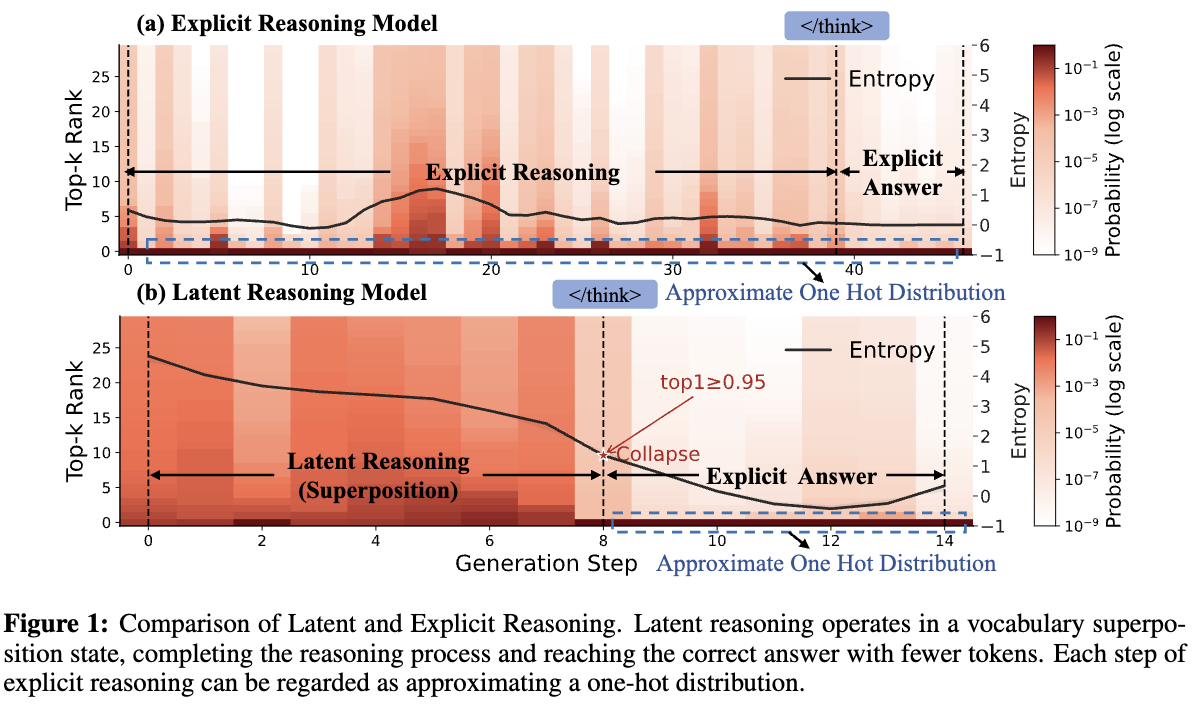 (a) Explicit Reasoning Model
</think>
Top-k Rank
25
20
15
10
5
0
Explicit Reasoning
Explicit
Answer
Entropy
6
5
4
3
2
1
0
−1
Entropy
10⁻¹
10⁻³
10⁻⁵
10⁻⁷
10⁻⁹
Probability (log scale)
0
10
20
30
40
(b) Latent Reasoning Model
</think>
Approximate One Hot Distribution
Top-k Rank
25
20
15
10
5
0
Latent Reasoning
(Superposition)
Entropy
top1≥0.95
Collapse
Explicit Answer
6
5
4
3
2
1
0
−1
Entropy
10⁻¹
10⁻³
10⁻⁵
10⁻⁷
10⁻⁹
Probability (log scale)
0
2
4
6
8
10
12
14
Generation Step
Approximate One Hot Distribution
Figure 1: Comparison of Latent and Explicit Reasoning. Latent reasoning operates in a vocabulary superpo-
sition state, completing the reasoning process and reaching the correct answer with fewer tokens. Each step of
explicit reasoning can be regarded as approximating a one-hot distribution.